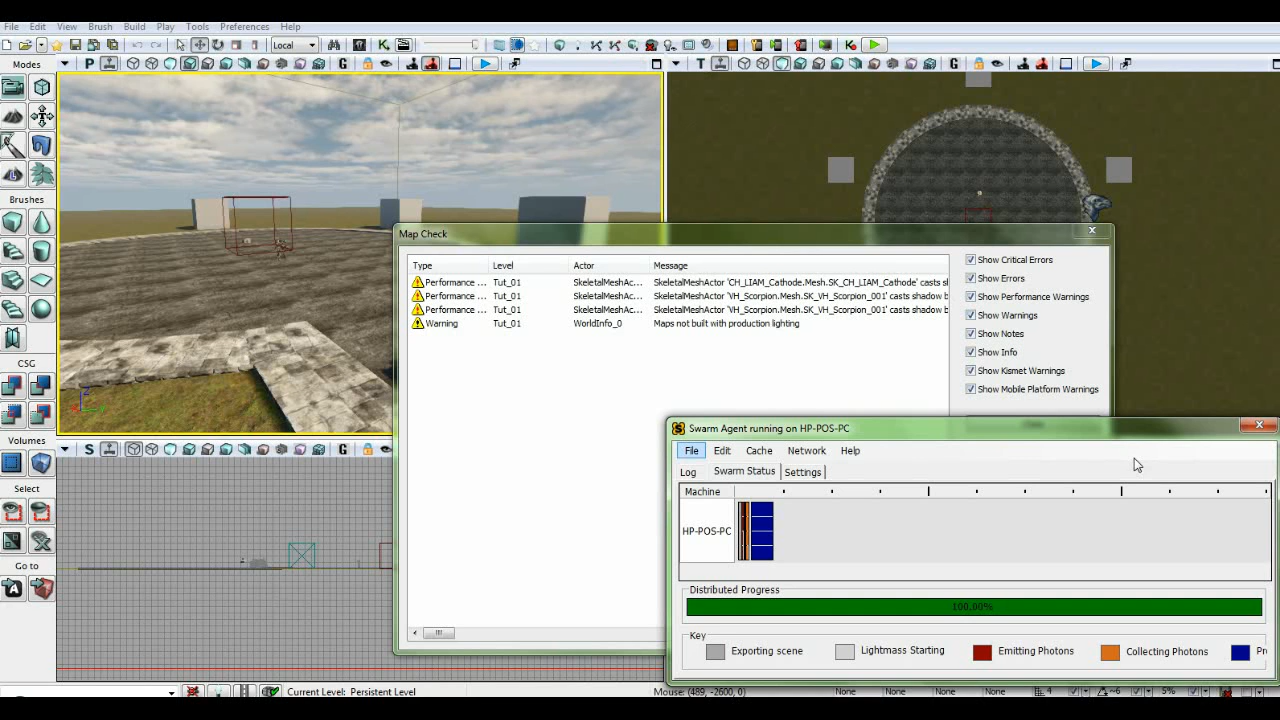 File Edit View Brush Build Play Tools Preferences Help
Local
Modes
P G
T G
Brushes
CSG
Volumes
Select
Go to
Map Check
Type Level Actor Message
Performance ... Tut_01 SkeletalMeshAc... SkeletalMeshActor 'CH_LIAM_Cathode.Mesh.SK_CH_LIAM_Cathode' casts sl
Performance ... Tut_01 SkeletalMeshAc... SkeletalMeshActor 'VH_Scorpion.Mesh.SK_VH_Scorpion_001' casts shadow b
Performance ... Tut_01 SkeletalMeshAc... SkeletalMeshActor 'VH_Scorpion.Mesh.SK_VH_Scorpion_001' casts shadow b
Warning Tut_01 WorldInfo_0 Maps not built with production lighting
Show Critical Errors
Show Errors
Show Performance Warnings
Show Warnings
Show Notes
Show Info
Show Kismet Warnings
Show Mobile Platform Warnings
S G
Swarm Agent running on HP-POS-PC
File Edit Cache Network Help
Log Swarm Status Settings
Machine
HP-POS-PC
Distributed Progress
100.00%
Key
Exporting scene Lightmass Starting Emitting Photons Collecting Photons Pr
Current Level: Persistent Level
Mouse: (489, -2600, 0) None None None None 4 ~6 5%